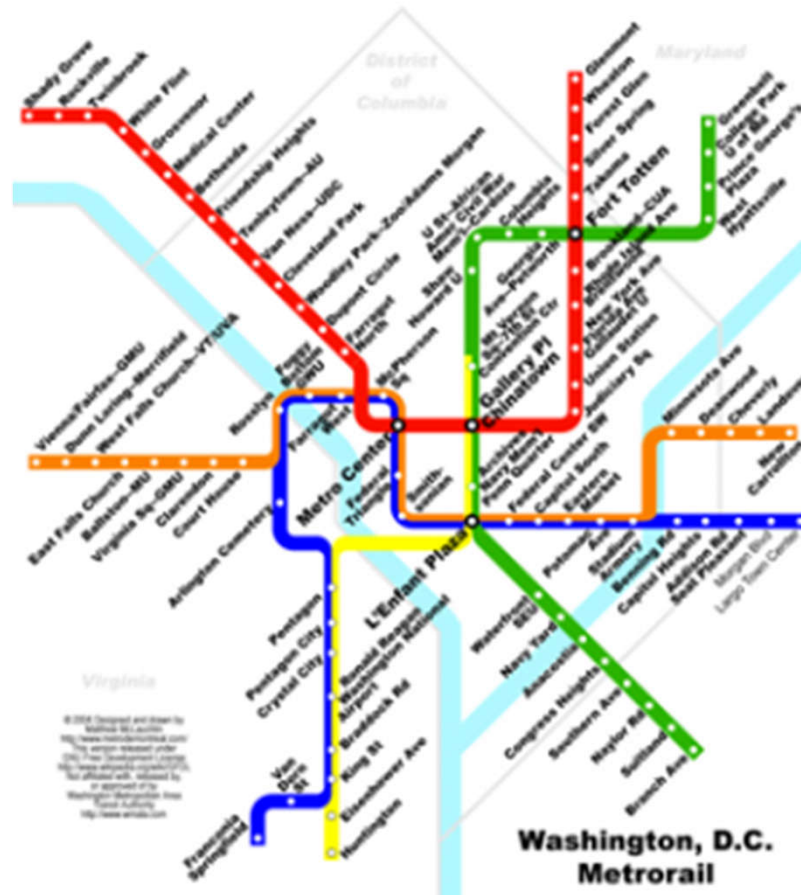 District
of
Columbia
Maryland
Shady Grove
Rockville
Twinbrook
White Flint
Grosvenor
Medical Center
Bethesda
Friendship Heights
Tenleytown-AU
Van Ness-UDC
Cleveland Park
Woodley Park-Zoo/Adams Morgan
Dupont Circle
Farragut
North
Glenmont
Wheaton
Forest Glen
Silver Spring
Takoma
Fort Totten
Brookland-CUA
New York Ave
Union Station
Judiciary Sq
Greenbelt
College Park
U of Md
Prince George's
Plaza
West
Hyattsville
Columbia
Heights
Georgia
Ave-Petworth
U St-African
Amer Civil War
Mem'l-Cardozo
Shaw
Howard U
Mt Vernon
Sq-7th St
Convention Ctr
Gallery Pl
Chinatown
Archives
Navy Mem'l
Penn Quarter
Vienna/Fairfax-GMU
Dunn Loring-Merrifield
West Falls Church-VT/UVA
East Falls Church
Ballston-MU
Virginia Sq-GMU
Clarendon
Court House
Rosslyn
Foggy
Bottom
GWU
Farragut
West
McPherson
Sq
Metro Center
Federal
Triangle
Smith-
sonian
L'Enfant Plaza
Federal Center SW
Capitol South
Eastern
Market
Potomac
Ave
Stadium
Armory
Minnesota Ave
Deanwood
Cheverly
Landover
New
Carrollton
Benning Rd
Capitol Heights
Addison Rd
Seat Pleasant
Morgan Blvd
Largo Town Center
Arlington Cemetery
Pentagon
Pentagon City
Crystal City
Ronald Reagan
Washington National
Airport
Braddock Rd
King St
Eisenhower Ave
Huntington
Van
Dorn
St
Franconia
Springfield
Waterfront
SEU
Navy Yard
Anacostia
Congress Heights
Southern Ave
Naylor Rd
Suitland
Branch Ave
Virginia
Washington, D.C.
Metrorail